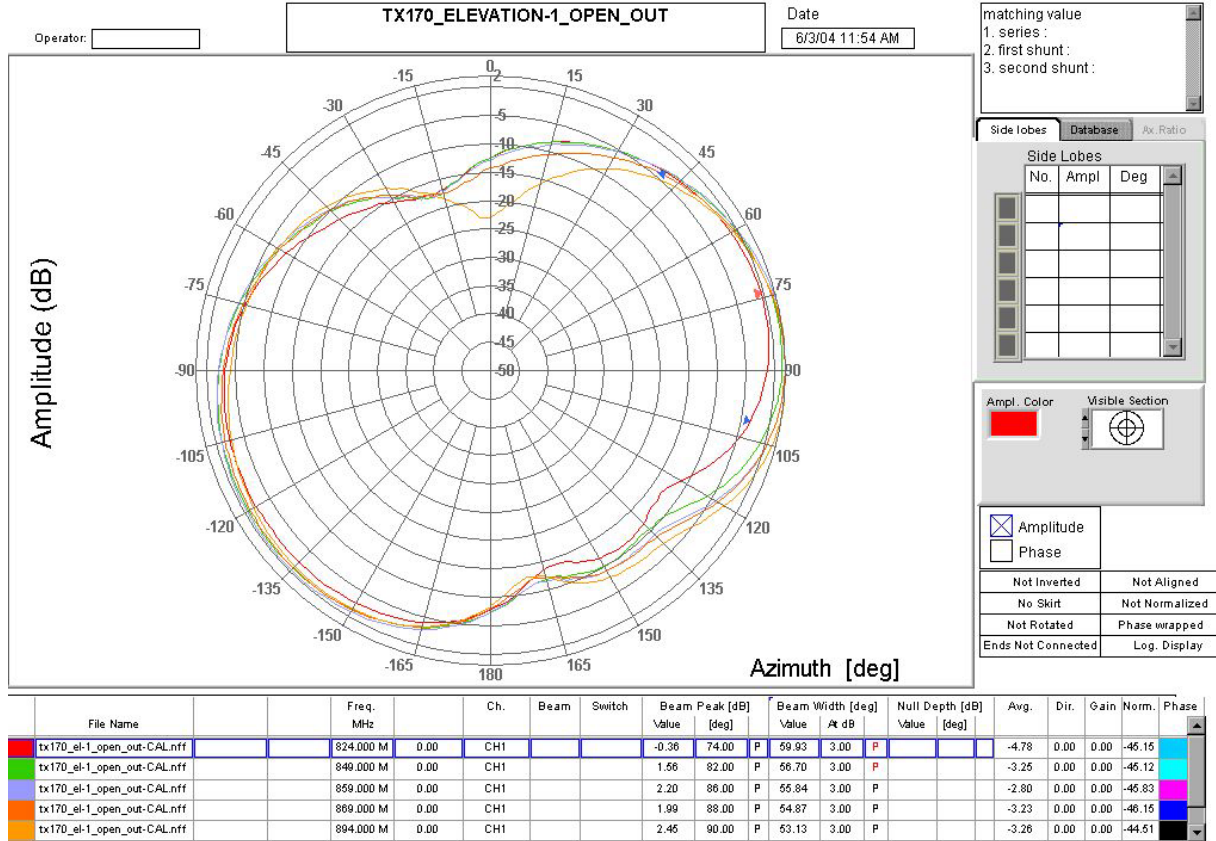 TX170_ELEVATION-1_OPEN_OUT
Operator:
Date
6/3/04 11:54 AM
matching value
1. series :
2. first shunt :
3. second shunt :
Amplitude (dB)
0
2
-5
-10
-15
-20
-25
-30
-35
-40
-45
-50
-15
15
-30
30
-45
45
-60
60
-75
75
-90
90
-105
105
-120
120
-135
135
-150
150
-165
165
180
Azimuth [deg]
Side lobes Database Ax.Ratio
Side Lobes
No. Ampl Deg
Ampl. Color Visible Section
Amplitude
Phase
Not Inverted Not Aligned
No Skirt Not Normalized
Not Rotated Phase wrapped
Ends Not Connected Log. Display
File Name Freq. MHz Ch. Beam Switch Beam Peak [dB] Beam Width [deg] Null Depth [dB] Avg. Dir. Gain Norm. Phase
Value [deg] Value At dB Value [deg]
tx170_el-1_open_out-CAL.nff 824.000 M 0.00 CH1 -0.36 74.00 P 59.93 3.00 P -4.78 0.00 0.00 -45.15
tx170_el-1_open_out-CAL.nff 849.000 M 0.00 CH1 1.56 82.00 P 56.70 3.00 P -3.25 0.00 0.00 -45.12
tx170_el-1_open_out-CAL.nff 859.000 M 0.00 CH1 2.20 86.00 P 55.84 3.00 P -2.80 0.00 0.00 -45.83
tx170_el-1_open_out-CAL.nff 869.000 M 0.00 CH1 1.99 88.00 P 54.87 3.00 P -3.23 0.00 0.00 -46.15
tx170_el-1_open_out-CAL.nff 894.000 M 0.00 CH1 2.45 90.00 P 53.13 3.00 P -3.26 0.00 0.00 -44.51